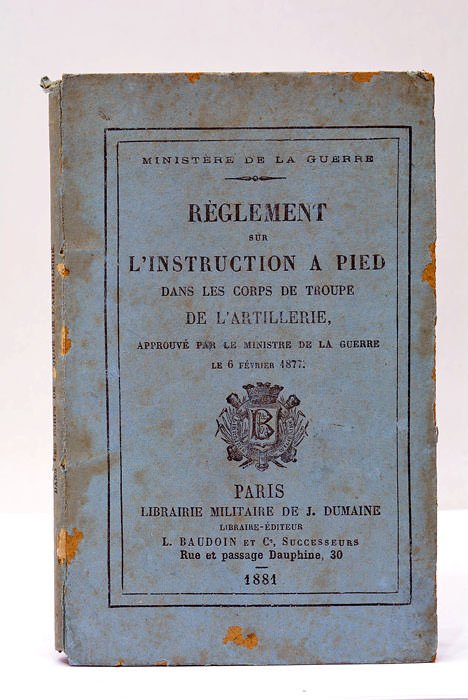 MINISTÈRE DE LA GUERRE
RÈGLEMENT
SUR
L'INSTRUCTION A PIED
DANS LES CORPS DE TROUPE
DE L'ARTILLERIE,
APPROUVÉ PAR LE MINISTRE DE LA GUERRE
LE 6 FÉVRIER 1877.
B
PARIS
LIBRAIRIE MILITAIRE DE J. DUMAINE
LIBRAIRE-ÉDITEUR
L. BAUDOIN ET Cᵉ, SUCCESSEURS
Rue et passage Dauphine, 30
1881